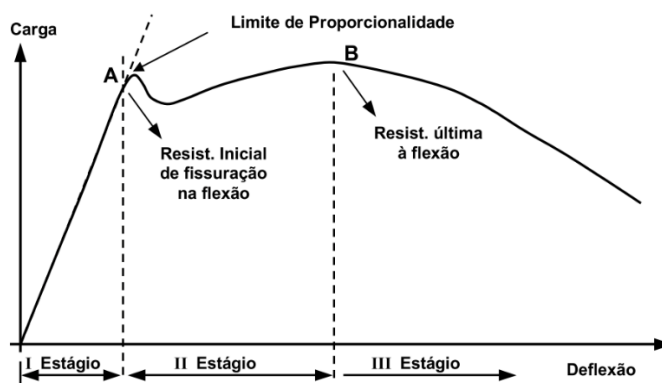 Carga
Limite de Proporcionalidade
A
B
Resist. Inicial
de fissuração
na flexão
Resist. última
à flexão
I Estágio
II Estágio
III Estágio
Deflexão